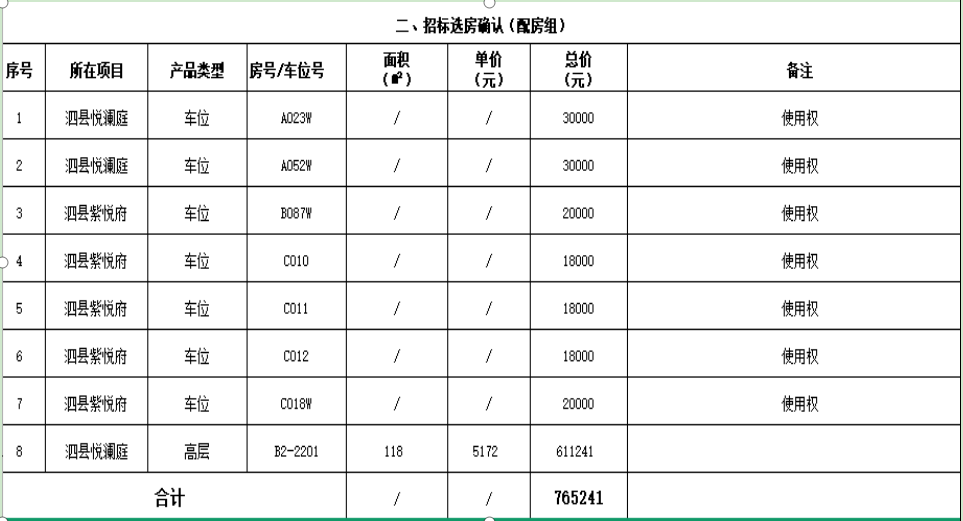 二、招标选房确认（配房组）
序号 所在项目 产品类型 房号/车位号 面积（㎡） 单价（元） 总价（元） 备注
1 泗县悦澜庭 车位 A023W / / 30000 使用权
2 泗县悦澜庭 车位 A052W / / 30000 使用权
3 泗县紫悦府 车位 B087W / / 20000 使用权
4 泗县紫悦府 车位 C010 / / 18000 使用权
5 泗县紫悦府 车位 C011 / / 18000 使用权
6 泗县紫悦府 车位 C012 / / 18000 使用权
7 泗县紫悦府 车位 C018W / / 20000 使用权
8 泗县悦澜庭 高层 B2-2201 118 5172 611241
合计 / / 765241